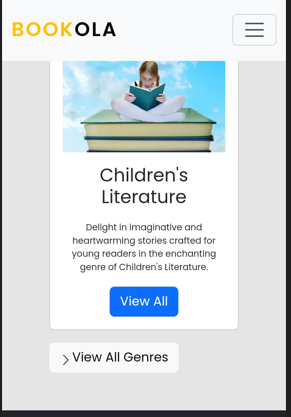 BOOKOLA
Children's
Literature
Delight in imaginative and
heartwarming stories crafted for
young readers in the enchanting
genre of Children's Literature.
View All
View All Genres